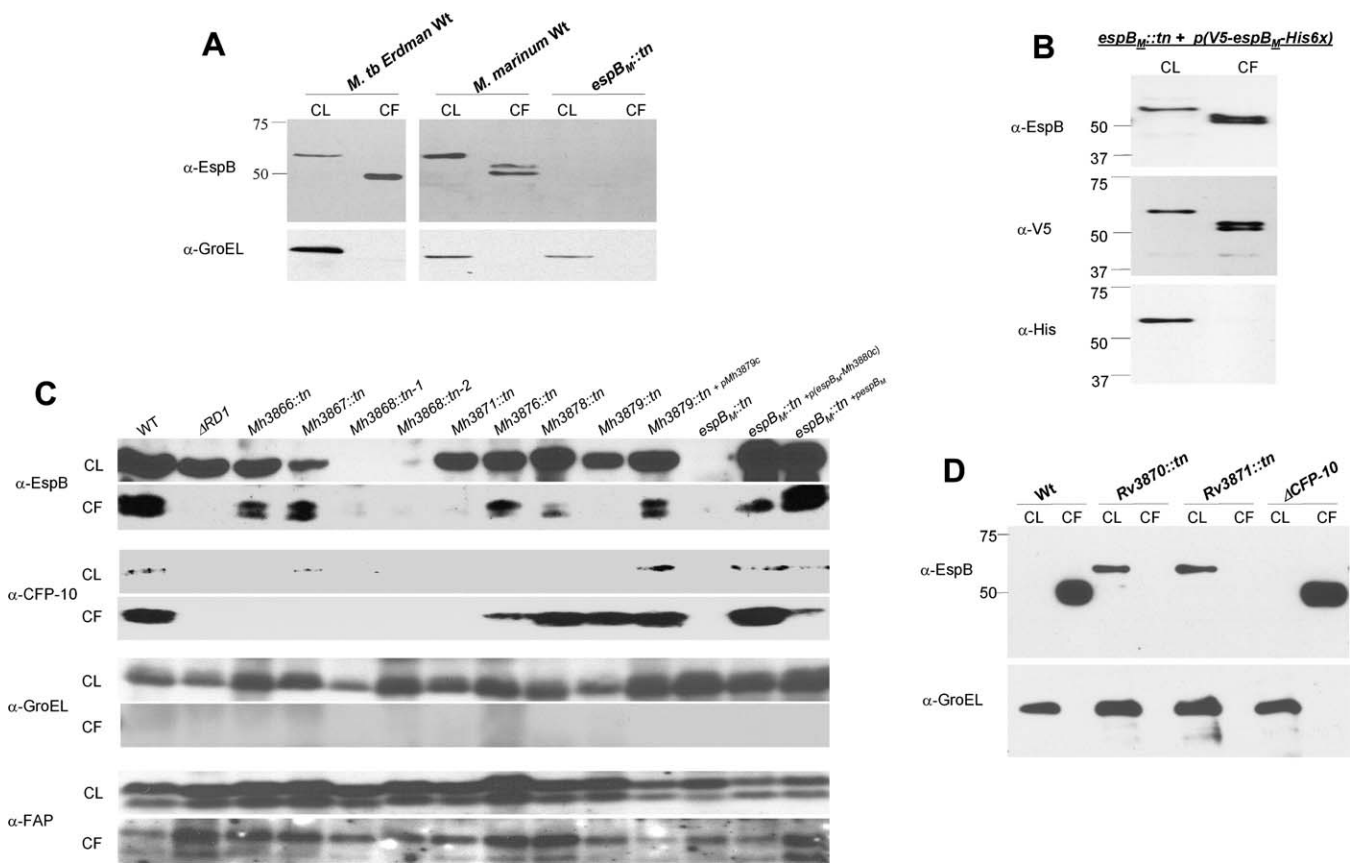 A
M. tb Erdman Wt
M. marinum Wt
espBM::tn
CL CF CL CF CL CF
75
α-EspB
50
α-GroEL
B
espBM::tn + p(V5-espBM-His6x)
CL CF
α-EspB
50
37
75
α-V5
50
37
75
α-His
50
37
C
WT
ΔRD1
Mh3866::tn
Mh3867::tn
Mh3868::tn-1
Mh3868::tn-2
Mh3871::tn
Mh3876::tn
Mh3878::tn
Mh3879::tn
Mh3879::tn + pMh3879c
espBM::tn
espBM::tn +p(espBM-Mh3880c)
espBM::tn +pespBM
CL
α-EspB
CF
CL
α-CFP-10
CF
CL
α-GroEL
CF
CL
α-FAP
CF
D
Wt
Rv3870::tn
Rv3871::tn
ΔCFP-10
CL CF CL CF CL CF CL CF
75
α-EspB
50
α-GroEL